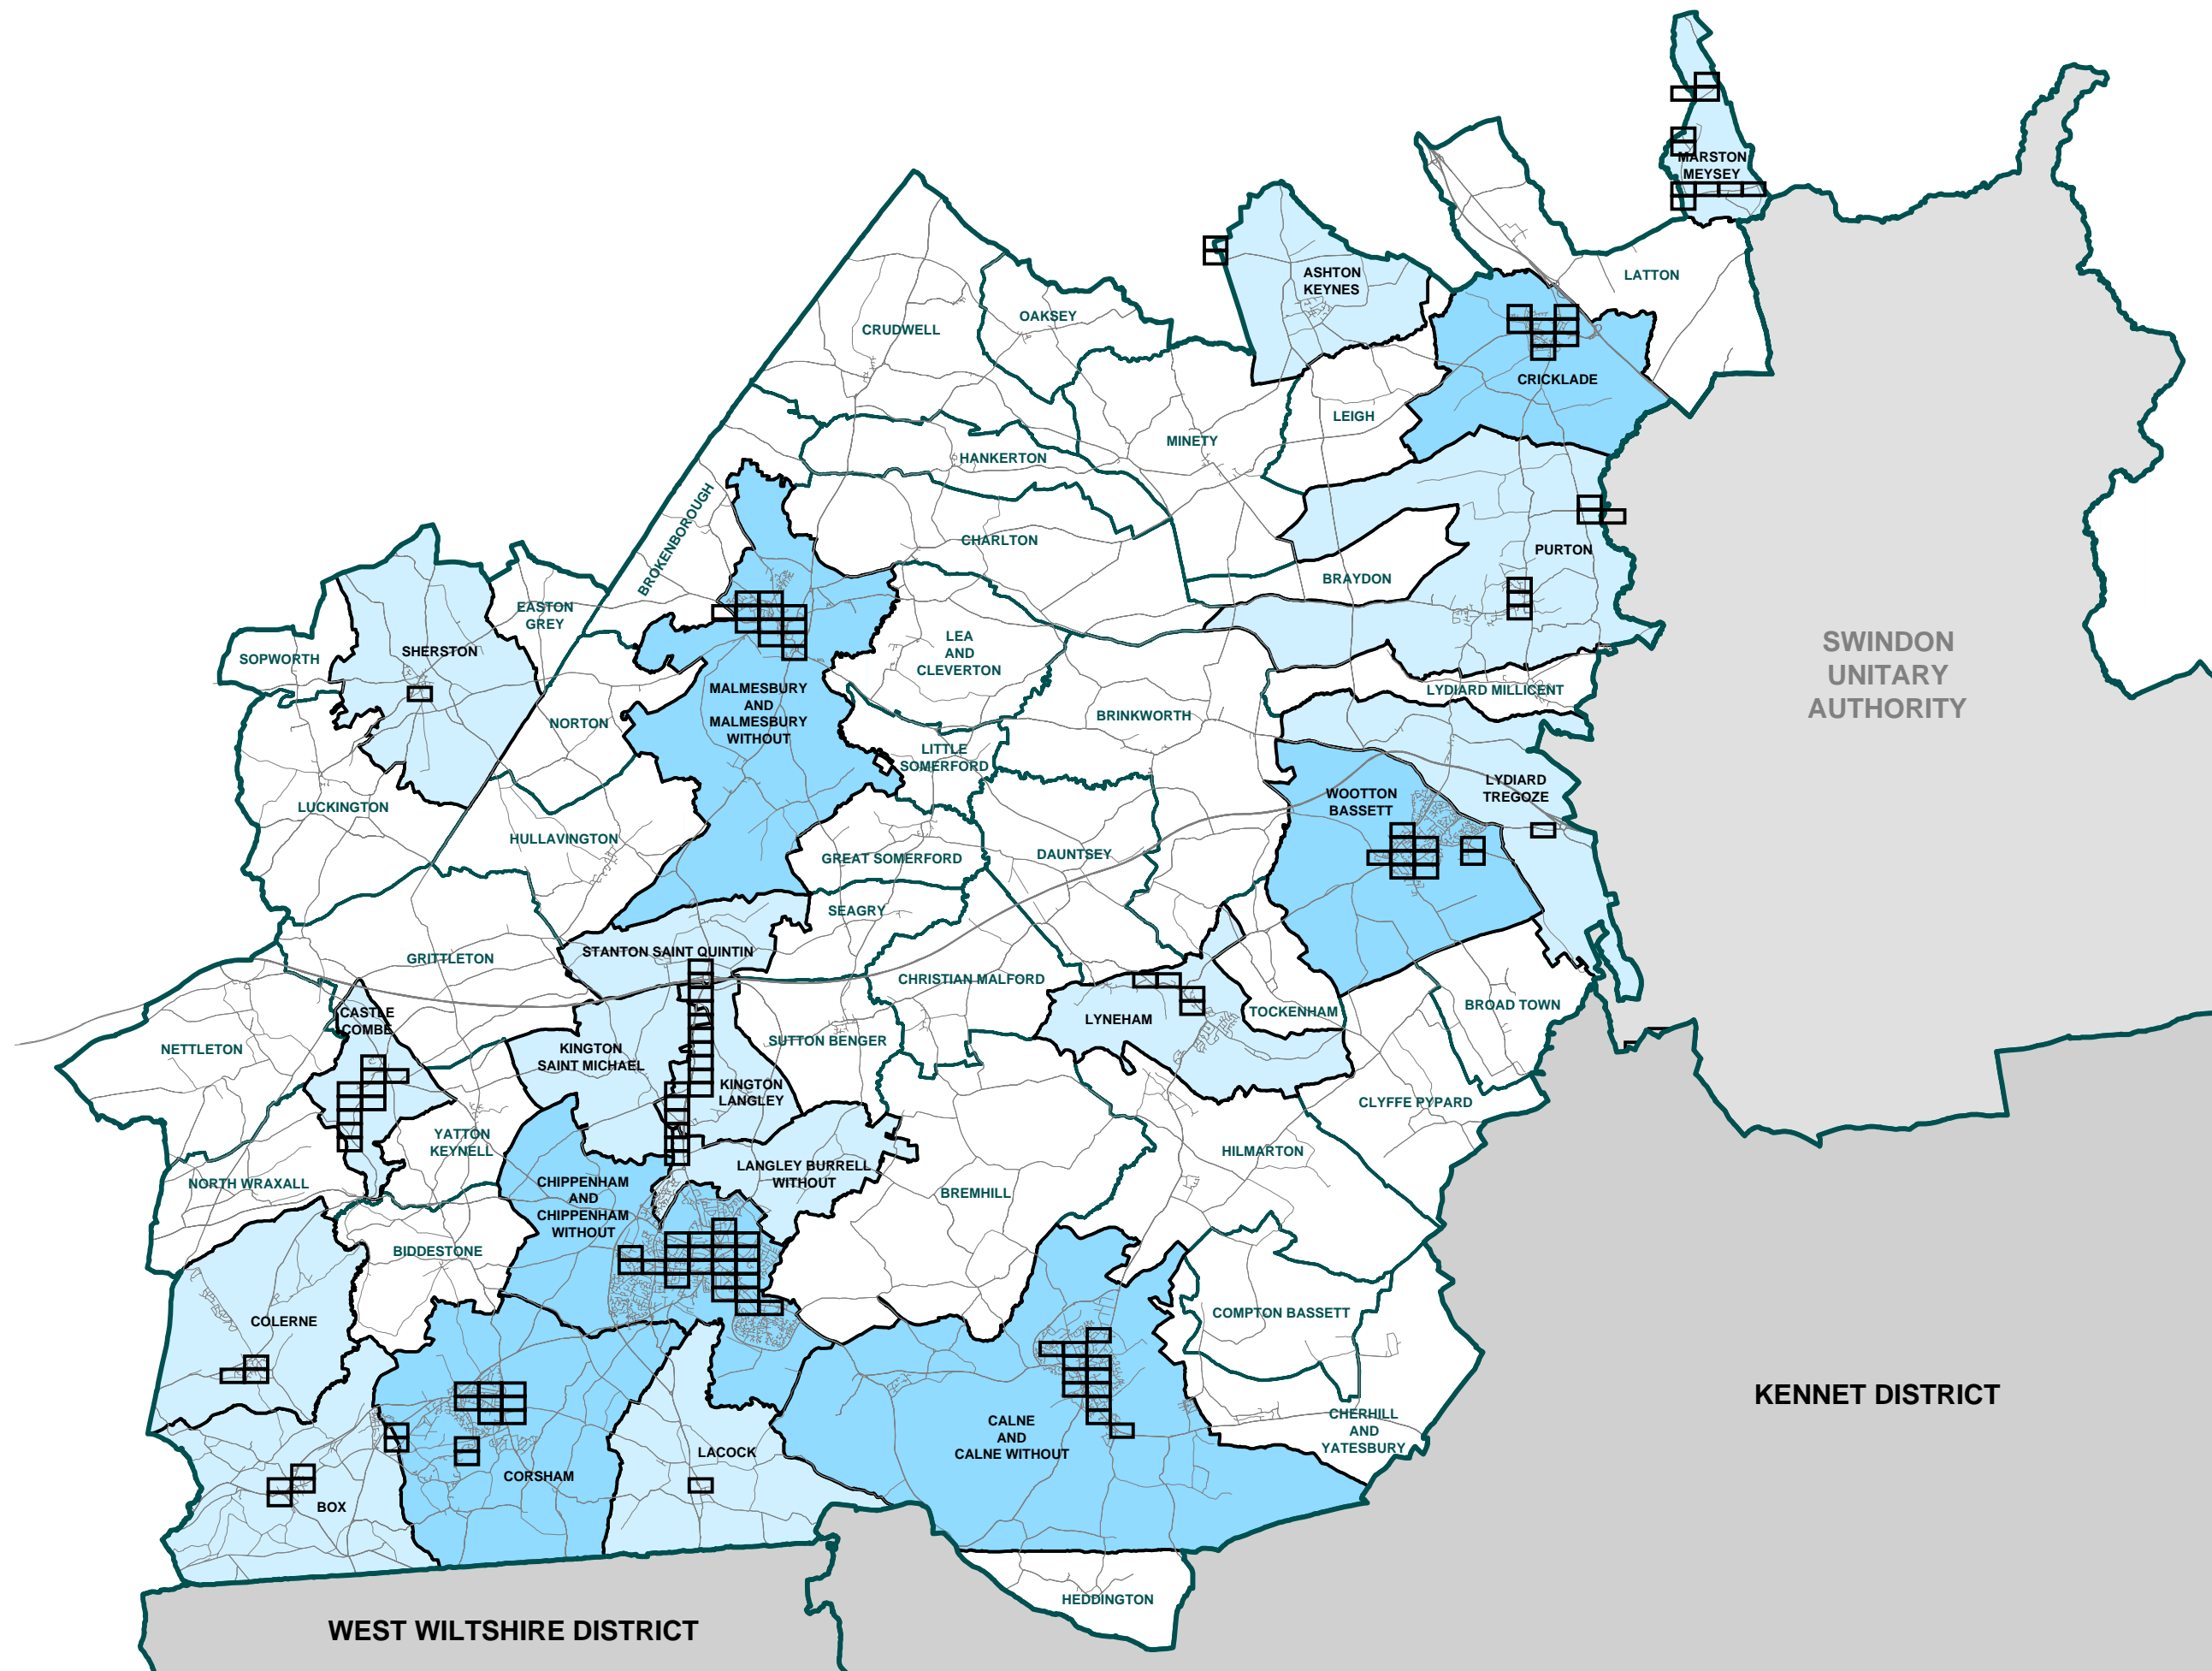 MARSTON
MEYSEY
LATTON
ASHTON
KEYNES
OAKSEY
CRUDWELL
CRICKLADE
LEIGH
MINETY
HANKERTON
BROKENBOROUGH
CHARLTON
PURTON
BRAYDON
EASTON
GREY
LEA
AND
CLEVERTON
SHERSTON
SOPWORTH
SWINDON
UNITARY
AUTHORITY
MALMESBURY
AND
MALMESBURY
WITHOUT
LYDIARD MILLICENT
BRINKWORTH
NORTON
LITTLE
SOMERFORD
LYDIARD
TREGOZE
WOOTTON
BASSETT
LUCKINGTON
HULLAVINGTON
GREAT SOMERFORD
DAUNTSEY
SEAGRY
STANTON SAINT QUINTIN
GRITTLETON
CHRISTIAN MALFORD
BROAD TOWN
TOCKENHAM
LYNEHAM
CASTLE
COMBE
NETTLETON
SUTTON BENGER
KINGTON
SAINT MICHAEL
KINGTON
LANGLEY
CLYFFE PYPARD
YATTON
KEYNELL
HILMARTON
LANGLEY BURRELL
WITHOUT
NORTH WRAXALL
CHIPPENHAM
AND
CHIPPENHAM
WITHOUT
BREMHILL
BIDDESTONE
COMPTON BASSETT
COLERNE
KENNET DISTRICT
CHERHILL
AND
YATESBURY
CALNE
AND
CALNE WITHOUT
LACOCK
CORSHAM
BOX
HEDDINGTON
WEST WILTSHIRE DISTRICT